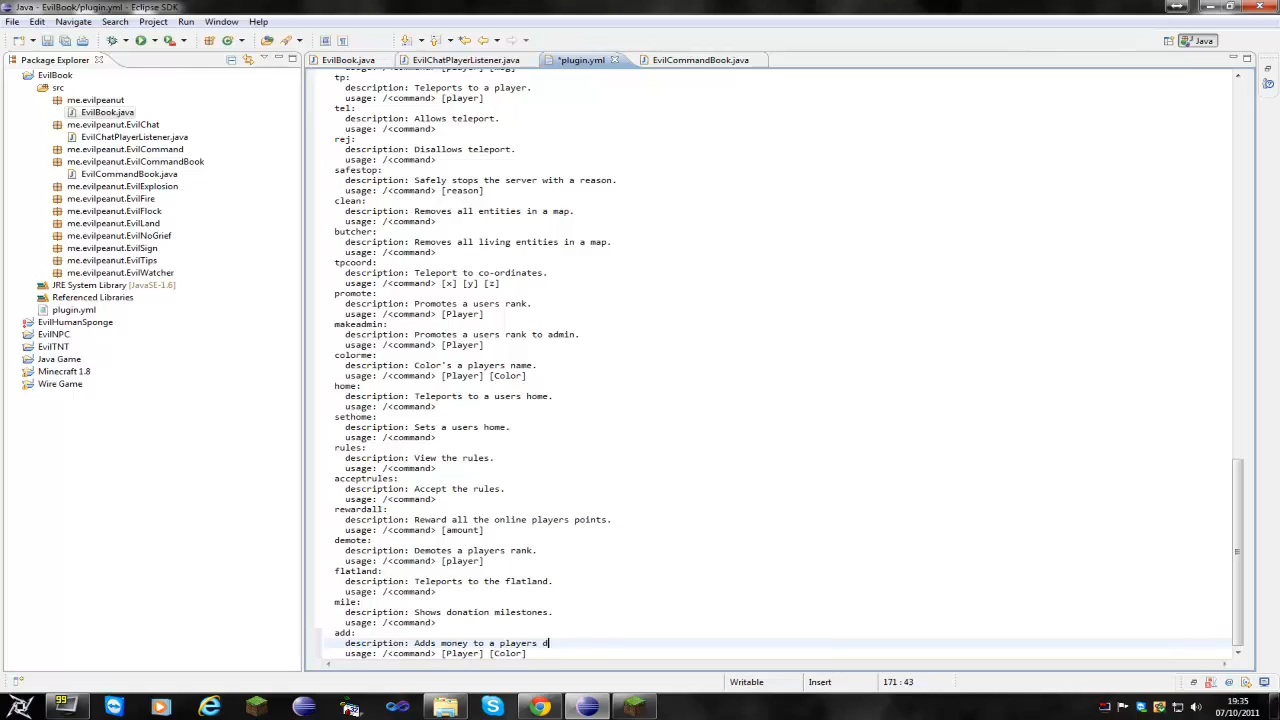 Java - EvilBook/plugin.yml - Eclipse SDK
File Edit Navigate Search Project Run Window Help
Java
Package Explorer
EvilBook.java
EvilChatPlayerListener.java
*plugin.yml
EvilCommandBook.java
EvilBook
src
me.evilpeanut
EvilBook.java
me.evilpeanut.EvilChat
EvilChatPlayerListener.java
me.evilpeanut.EvilCommand
me.evilpeanut.EvilCommandBook
EvilCommandBook.java
me.evilpeanut.EvilExplosion
me.evilpeanut.EvilFire
me.evilpeanut.EvilFlock
me.evilpeanut.EvilLand
me.evilpeanut.EvilNoGrief
me.evilpeanut.EvilSign
me.evilpeanut.EvilTips
me.evilpeanut.EvilWatcher
JRE System Library [JavaSE-1.6]
Referenced Libraries
plugin.yml
EvilHumanSponge
EvilNPC
EvilTNT
Java Game
Minecraft 1.8
Wire Game
usage: /<command> [player] [msg]
tp:
description: Teleports to a player.
usage: /<command> [player]
tel:
description: Allows teleport.
usage: /<command>
rej:
description: Disallows teleport.
usage: /<command>
safestop:
description: Safely stops the server with a reason.
usage: /<command> [reason]
clean:
description: Removes all entities in a map.
usage: /<command>
butcher:
description: Removes all living entities in a map.
usage: /<command>
tpcoord:
description: Teleport to co-ordinates.
usage: /<command> [x] [y] [z]
promote:
description: Promotes a users rank.
usage: /<command> [Player]
makeadmin:
description: Promotes a users rank to admin.
usage: /<command> [Player]
colorme:
description: Color's a players name.
usage: /<command> [Player] [Color]
home:
description: Teleports to a users home.
usage: /<command>
sethome:
description: Sets a users home.
usage: /<command>
rules:
description: View the rules.
usage: /<command>
acceptrules:
description: Accept the rules.
usage: /<command>
rewardall:
description: Reward all the online players points.
usage: /<command> [amount]
demote:
description: Demotes a players rank.
usage: /<command> [player]
flatland:
description: Teleports to the flatland.
usage: /<command>
mile:
description: Shows donation milestones.
usage: /<command>
add:
description: Adds money to a players d
usage: /<command> [Player] [Color]
Writable
Insert
171 : 43
99
19:35
07/10/2011